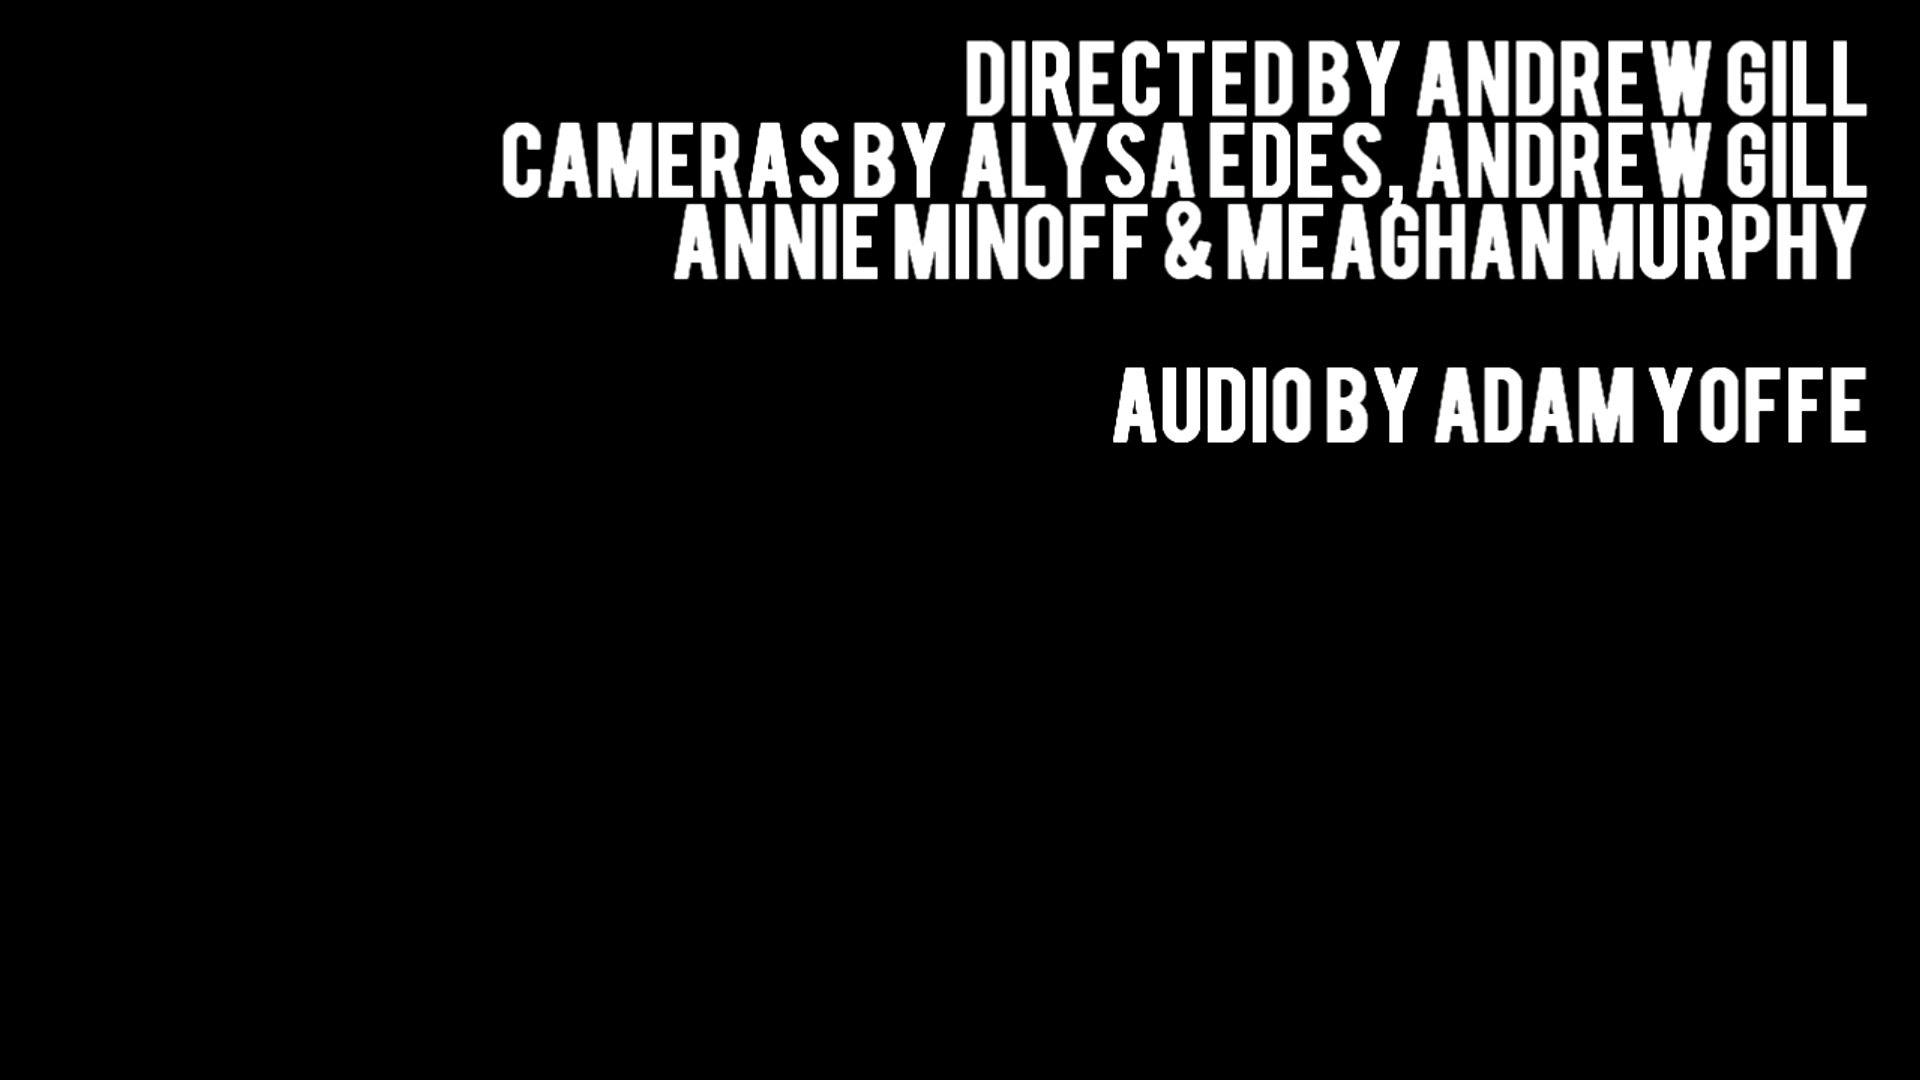 DIRECTED BY ANDREW GILL
CAMERAS BY ALYSA EDES, ANDREW GILL
ANNIE MINOFF & MEAGHAN MURPHY
AUDIO BY ADAM YOFFE